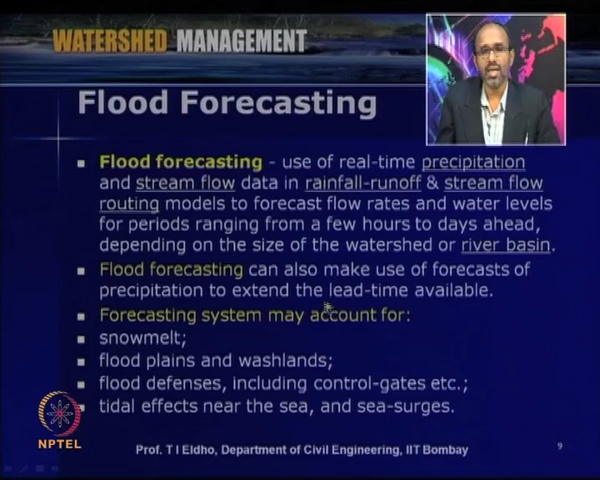 WATERSHED MANAGEMENT
Flood Forecasting
Flood forecasting - use of real-time precipitation
and stream flow data in rainfall-runoff & stream flow
routing models to forecast flow rates and water levels
for periods ranging from a few hours to days ahead,
depending on the size of the watershed or river basin.
Flood forecasting can also make use of forecasts of
precipitation to extend the lead-time available.
Forecasting system may account for:
snowmelt;
flood plains and washlands;
flood defenses, including control-gates etc.;
tidal effects near the sea, and sea-surges.
NPTEL
Prof. T I Eldho, Department of Civil Engineering, IIT Bombay
9